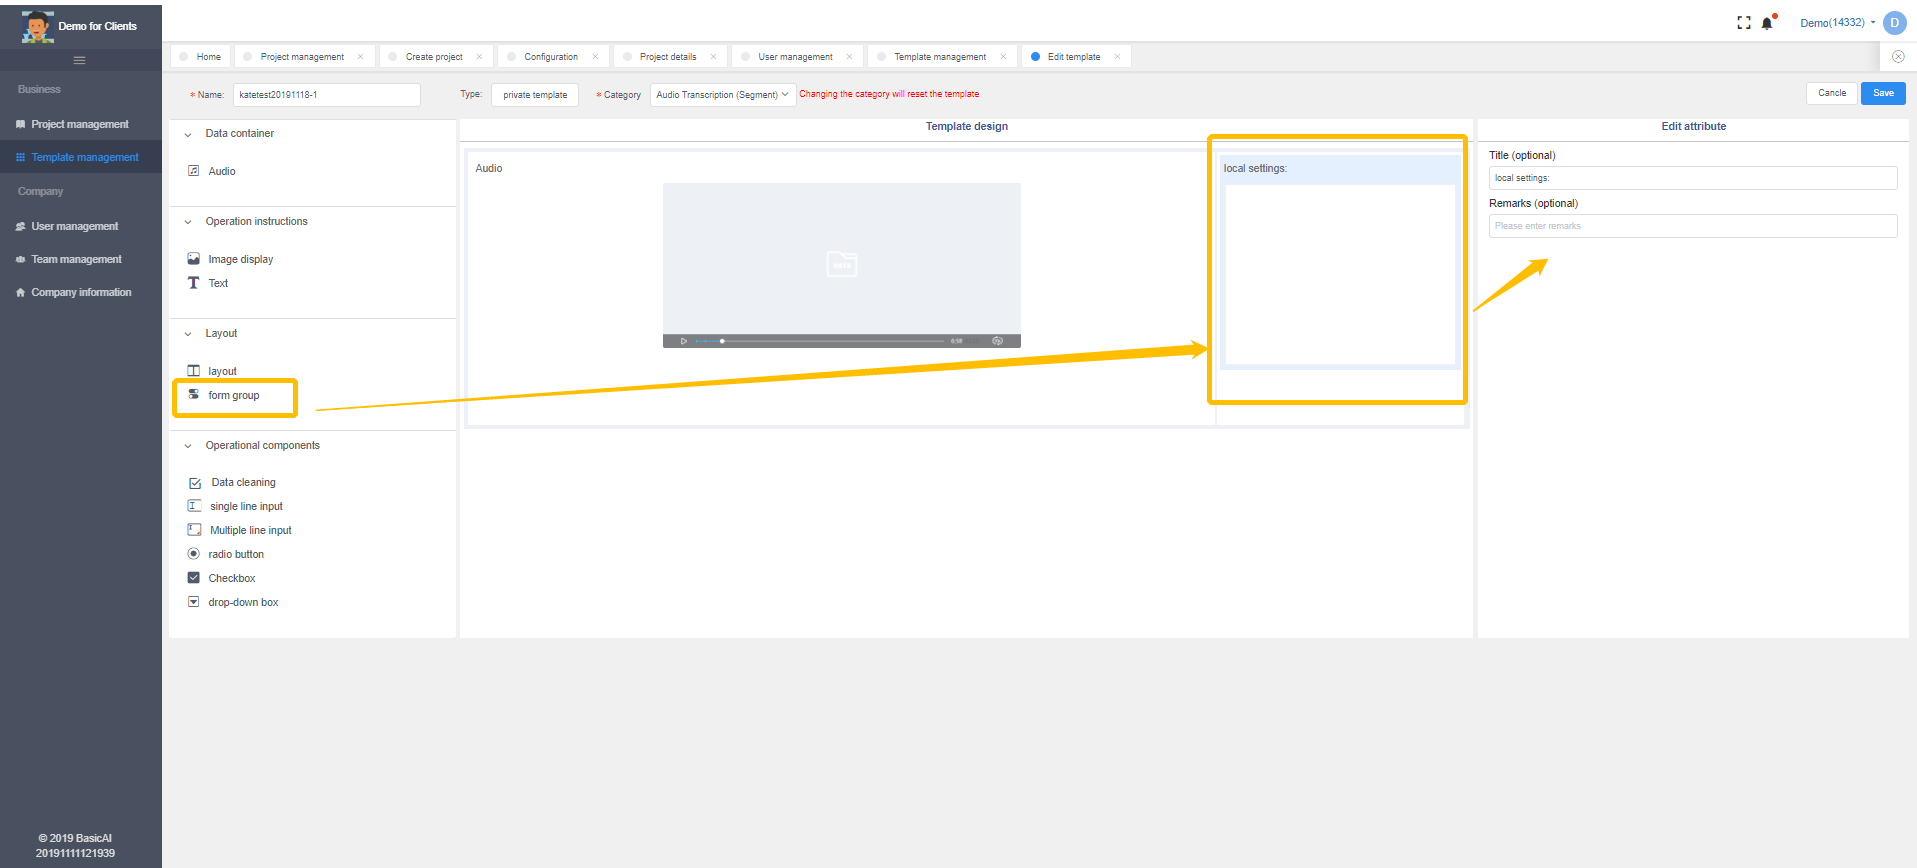 Demo for Clients
Demo(14332)
D
Home
Project management
Create project
Configuration
Project details
User management
Template management
Edit template
Business
Project management
Template management
Company
User management
Team management
Company information
© 2019 BasicAI
20191111121939
* Name: katetest20191118-1
Type: private template
* Category Audio Transcription (Segment)
Changing the category will reset the template
Cancle
Save
Data container
Audio
Operation instructions
Image display
Text
Layout
layout
form group
Operational components
Data cleaning
single line input
Multiple line input
radio button
Checkbox
drop-down box
Template design
Audio
local settings:
Edit attribute
Title (optional)
local settings:
Remarks (optional)
Please enter remarks